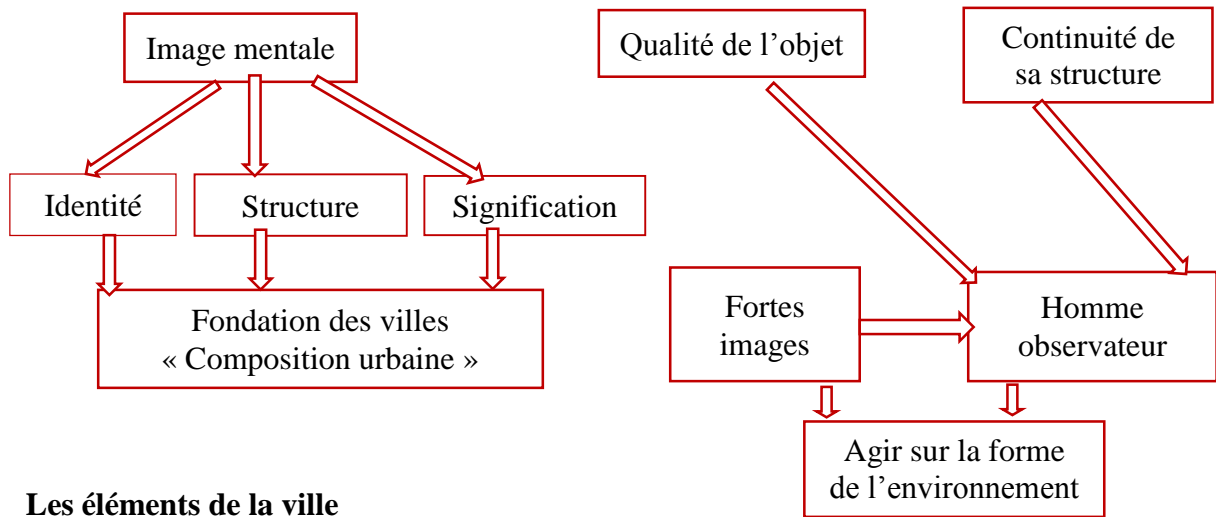 Image mentale
Identité
Structure
Signification
Fondation des villes
« Composition urbaine »
Qualité de l’objet
Continuité de
sa structure
Fortes
images
Homme
observateur
Agir sur la forme
de l’environnement
Les éléments de la ville